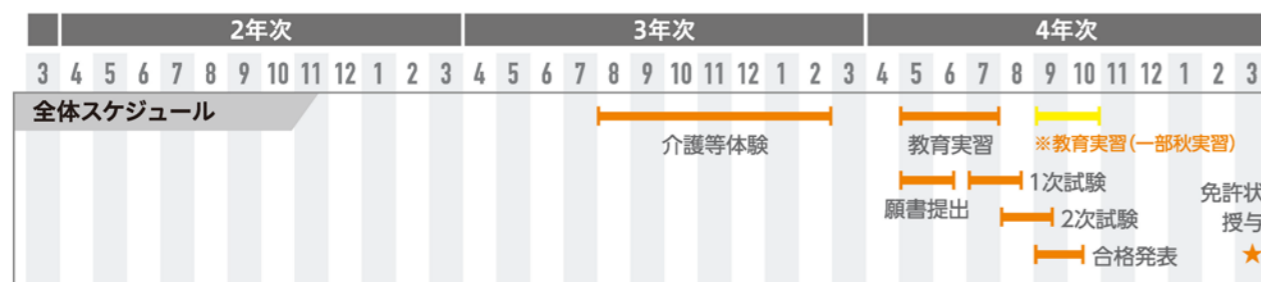 2年次 3年次 4年次
3 4 5 6 7 8 9 10 11 12 1 2 3 4 5 6 7 8 9 10 11 12 1 2 3 4 5 6 7 8 9 10 11 12 1 2 3
全体スケジュール
介護等体験 教育実習 ※教育実習(一部秋実習)
1次試験
願書提出
2次試験
合格発表
免許状
授与
★